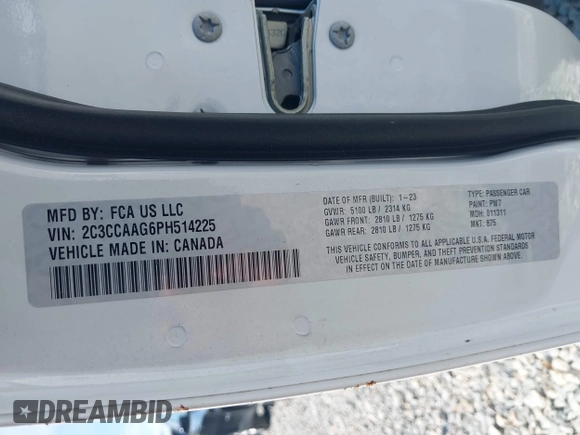 MFD BY: FCA US LLC
VIN: 2C3CCAAG6PH514225
VEHICLE MADE IN: CANADA
DATE OF MFR (BUILT): 1-23
GVWR: 5100 LB / 2314 KG
GAWR FRONT: 2810 LB / 1275 KG
GAWR REAR: 2810 LB / 1275 KG
TYPE: PASSENGER CAR
PAINT: PW7
MDH: 011311
MKT: B75
THIS VEHICLE CONFORMS TO ALL APPLICABLE U.S.A. FEDERAL MOTOR
VEHICLE SAFETY, BUMPER, AND THEFT PREVENTION STANDARDS
IN EFFECT ON THE DATE OF MANUFACTURE SHOWN ABOVE.
DREAMBID